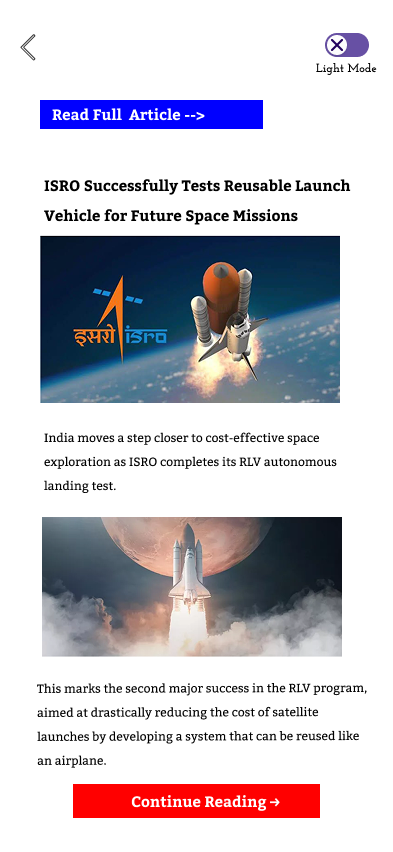 Light Mode
Read Full Article -->
ISRO Successfully Tests Reusable Launch
Vehicle for Future Space Missions
इसरो isro
India moves a step closer to cost-effective space
exploration as ISRO completes its RLV autonomous
landing test.
This marks the second major success in the RLV program,
aimed at drastically reducing the cost of satellite
launches by developing a system that can be reused like
an airplane.
Continue Reading →